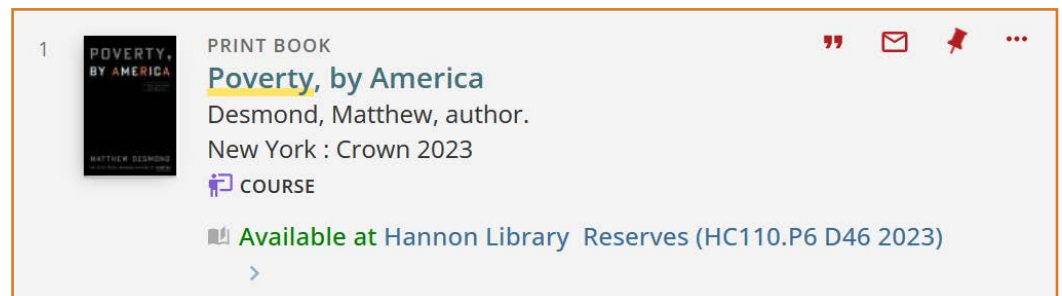 1
POVERTY,
BY AMERICA
MATTHEW DESMOND
PRINT BOOK
Poverty, by America
Desmond, Matthew, author.
New York : Crown 2023
COURSE
Available at Hannon Library Reserves (HC110.P6 D46 2023)